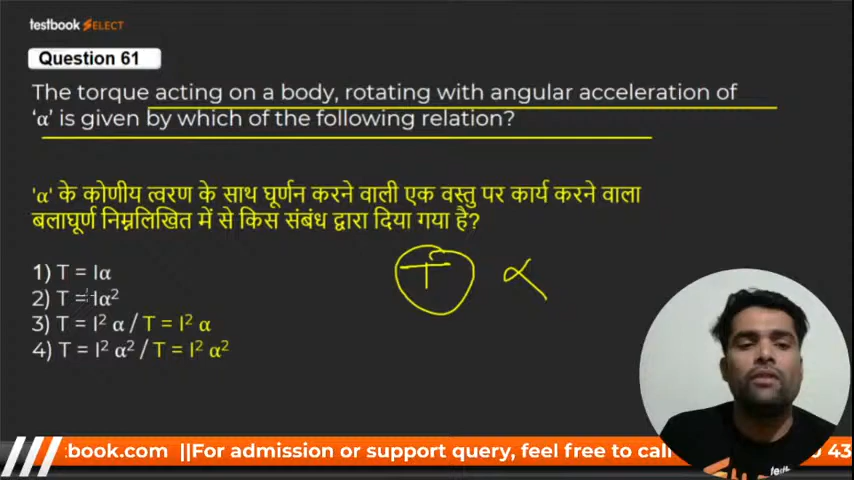 testbook SELECT
Question 61
The torque acting on a body, rotating with angular acceleration of
'α' is given by which of the following relation?
'α' के कोणीय त्वरण के साथ घूर्णन करने वाली एक वस्तु पर कार्य करने वाला
बलाघूर्ण निम्नलिखित में से किस संबंध द्वारा दिया गया है?
1) T = Iα
2) T = Iα²
3) T = I² α / T = I² α
4) T = I² α² / T = I² α²
T α
:book.com ||For admission or support query, feel free to call 43